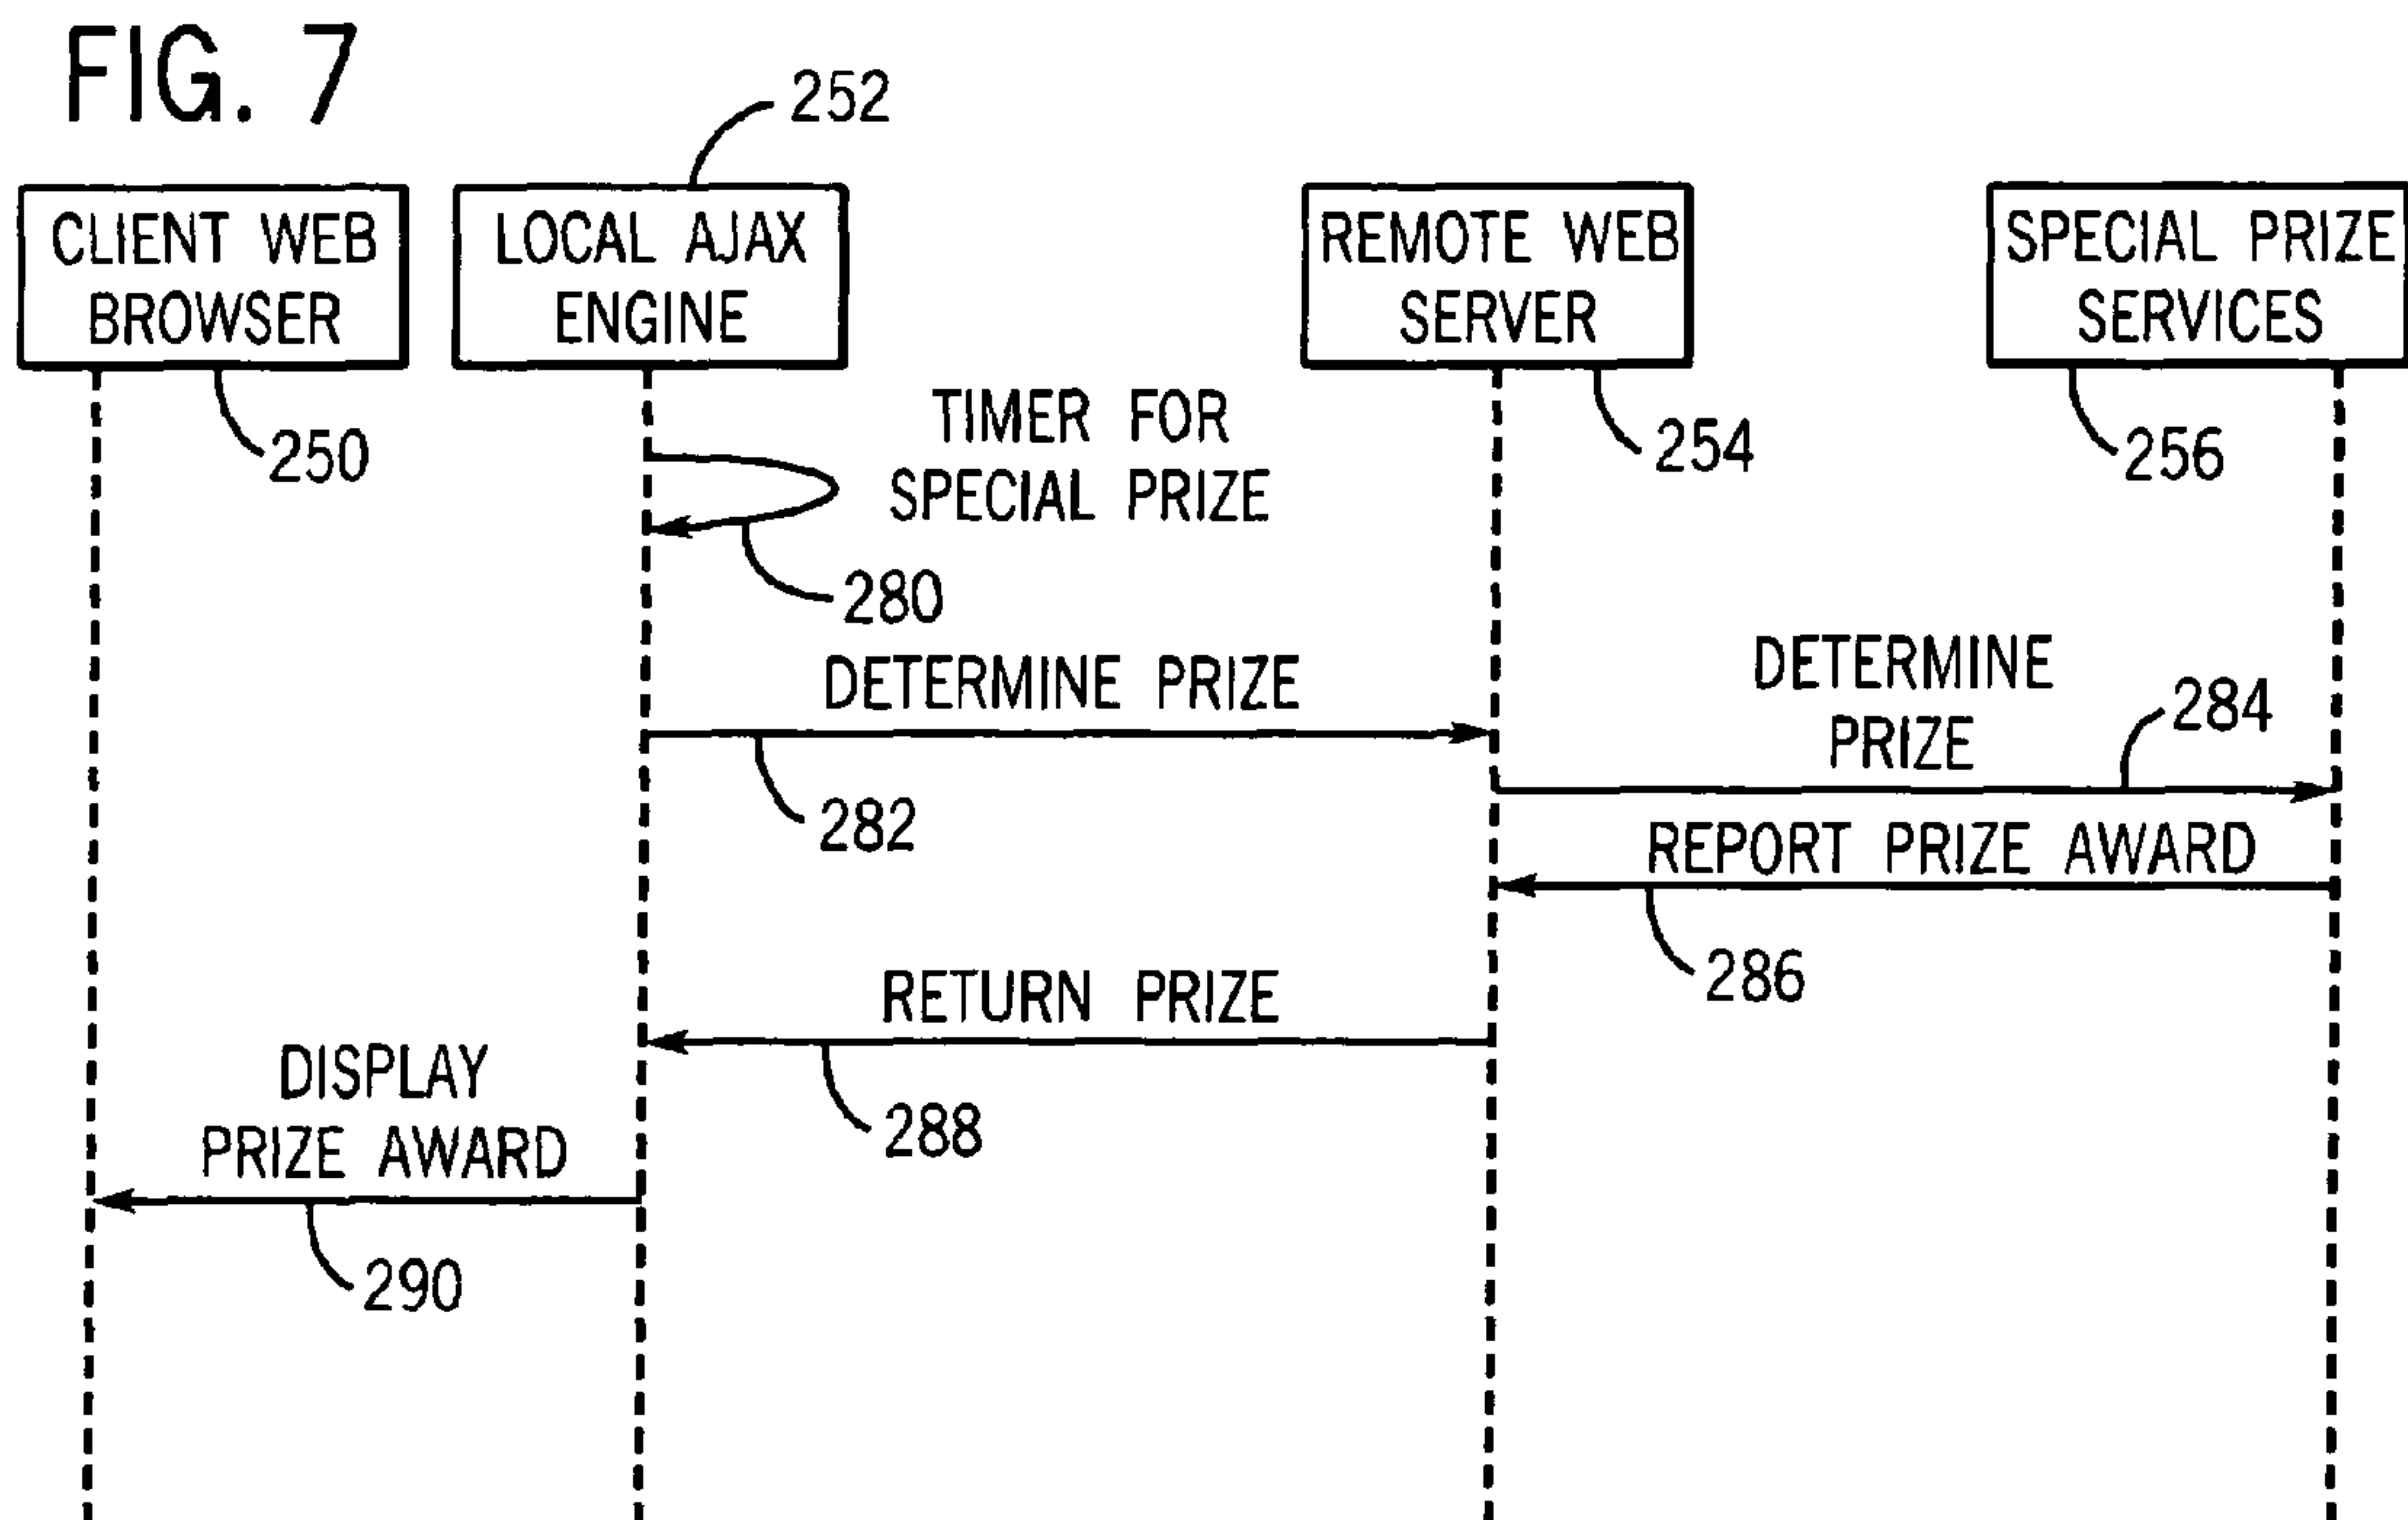 FIG. 7
252
CLIENT WEB
BROWSER
LOCAL AJAX
ENGINE
REMOTE WEB
SERVER
SPECIAL PRIZE
SERVICES
250
254
256
TIMER FOR
SPECIAL PRIZE
280
DETERMINE PRIZE
282
DETERMINE
PRIZE
284
REPORT PRIZE AWARD
286
RETURN PRIZE
288
DISPLAY
PRIZE AWARD
290